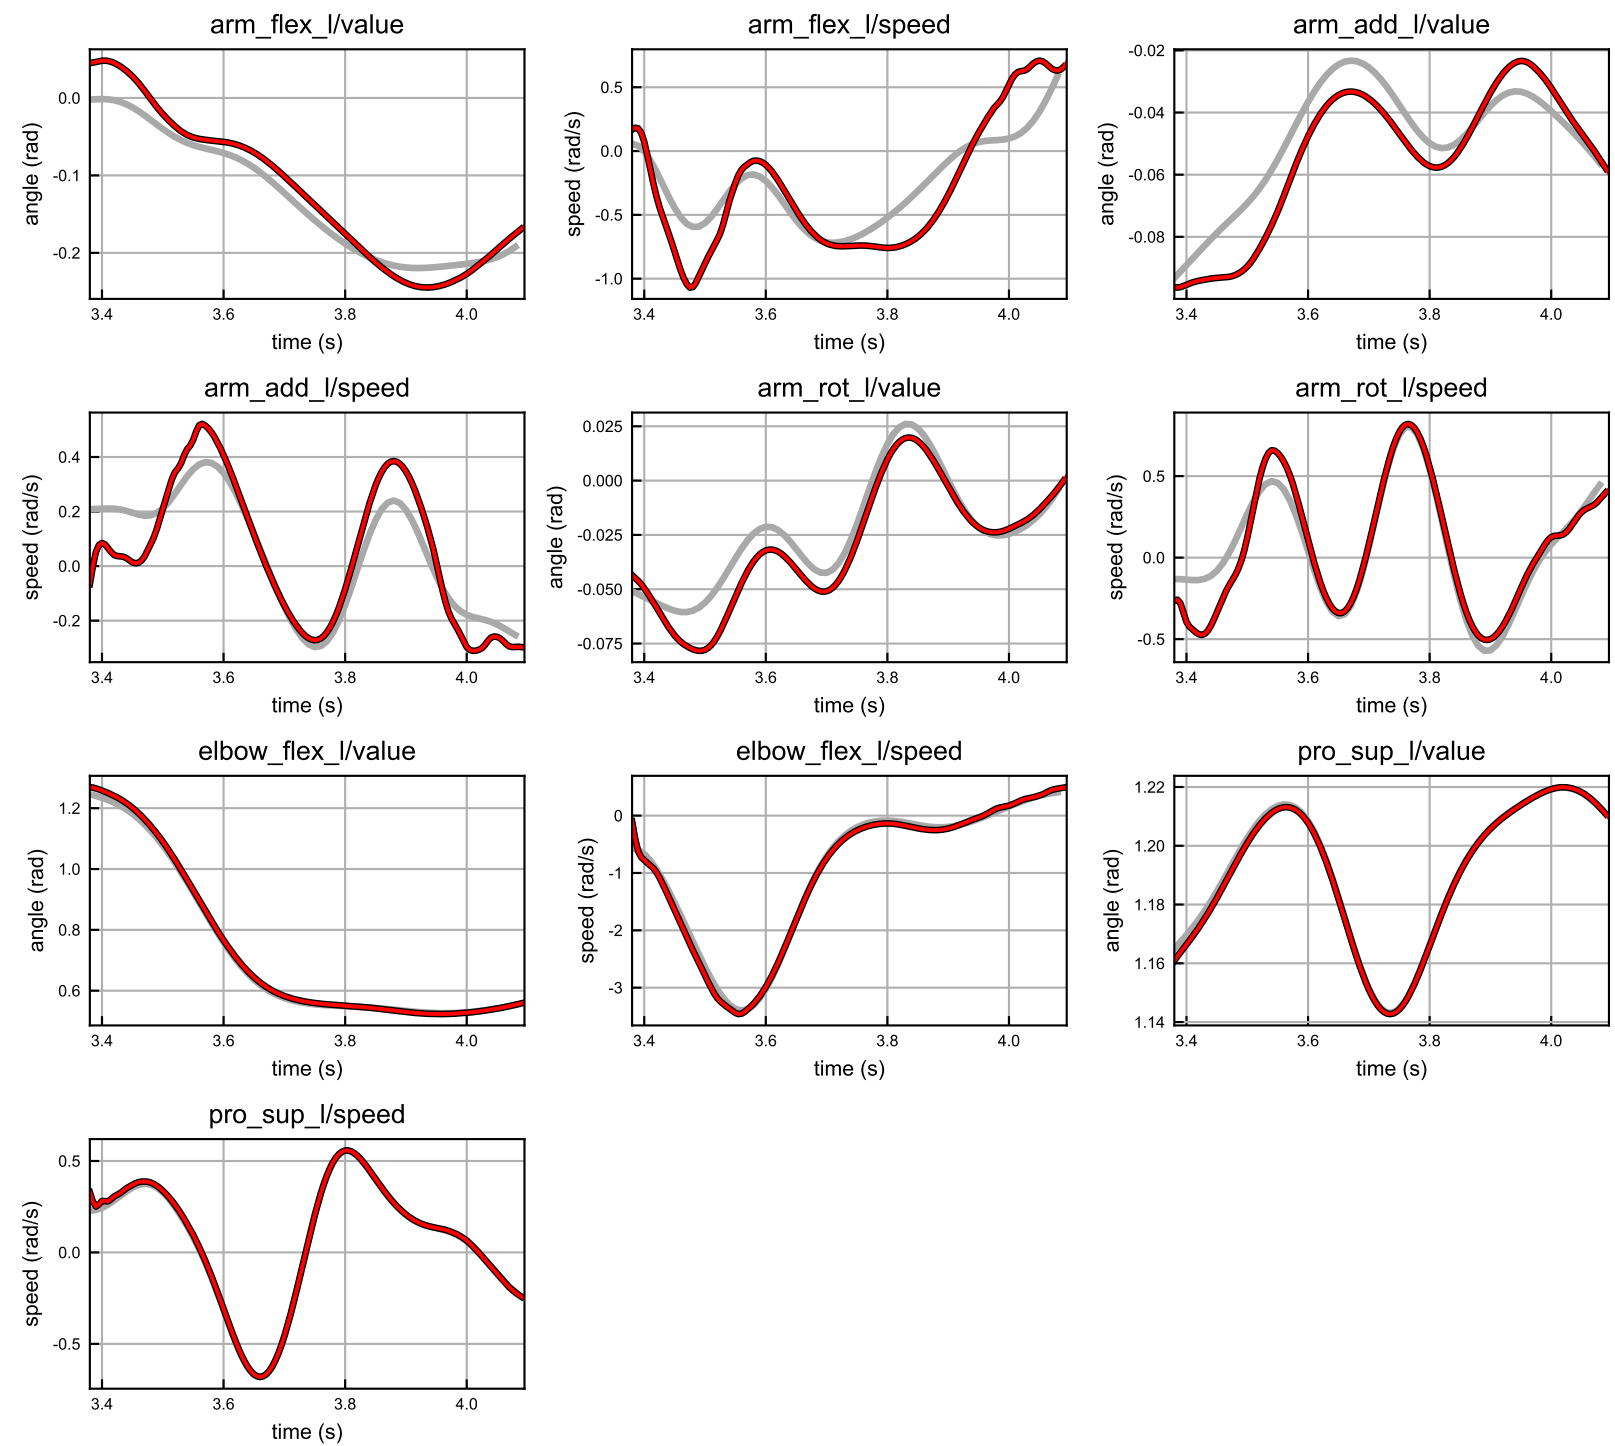 arm_flex_l/value
arm_flex_l/speed
arm_add_l/value
angle (rad)
0.0
-0.1
-0.2
3.4 3.6 3.8 4.0
time (s)
speed (rad/s)
0.5
0.0
-0.5
-1.0
3.4 3.6 3.8 4.0
time (s)
angle (rad)
-0.02
-0.04
-0.06
-0.08
3.4 3.6 3.8 4.0
time (s)
arm_add_l/speed
arm_rot_l/value
arm_rot_l/speed
speed (rad/s)
0.4
0.2
0.0
-0.2
3.4 3.6 3.8 4.0
time (s)
angle (rad)
0.025
0.000
-0.025
-0.050
-0.075
3.4 3.6 3.8 4.0
time (s)
speed (rad/s)
0.5
0.0
-0.5
3.4 3.6 3.8 4.0
time (s)
elbow_flex_l/value
elbow_flex_l/speed
pro_sup_l/value
angle (rad)
1.2
1.0
0.8
0.6
3.4 3.6 3.8 4.0
time (s)
speed (rad/s)
0
-1
-2
-3
3.4 3.6 3.8 4.0
time (s)
angle (rad)
1.22
1.20
1.18
1.16
1.14
3.4 3.6 3.8 4.0
time (s)
pro_sup_l/speed
speed (rad/s)
0.5
0.0
-0.5
3.4 3.6 3.8 4.0
time (s)